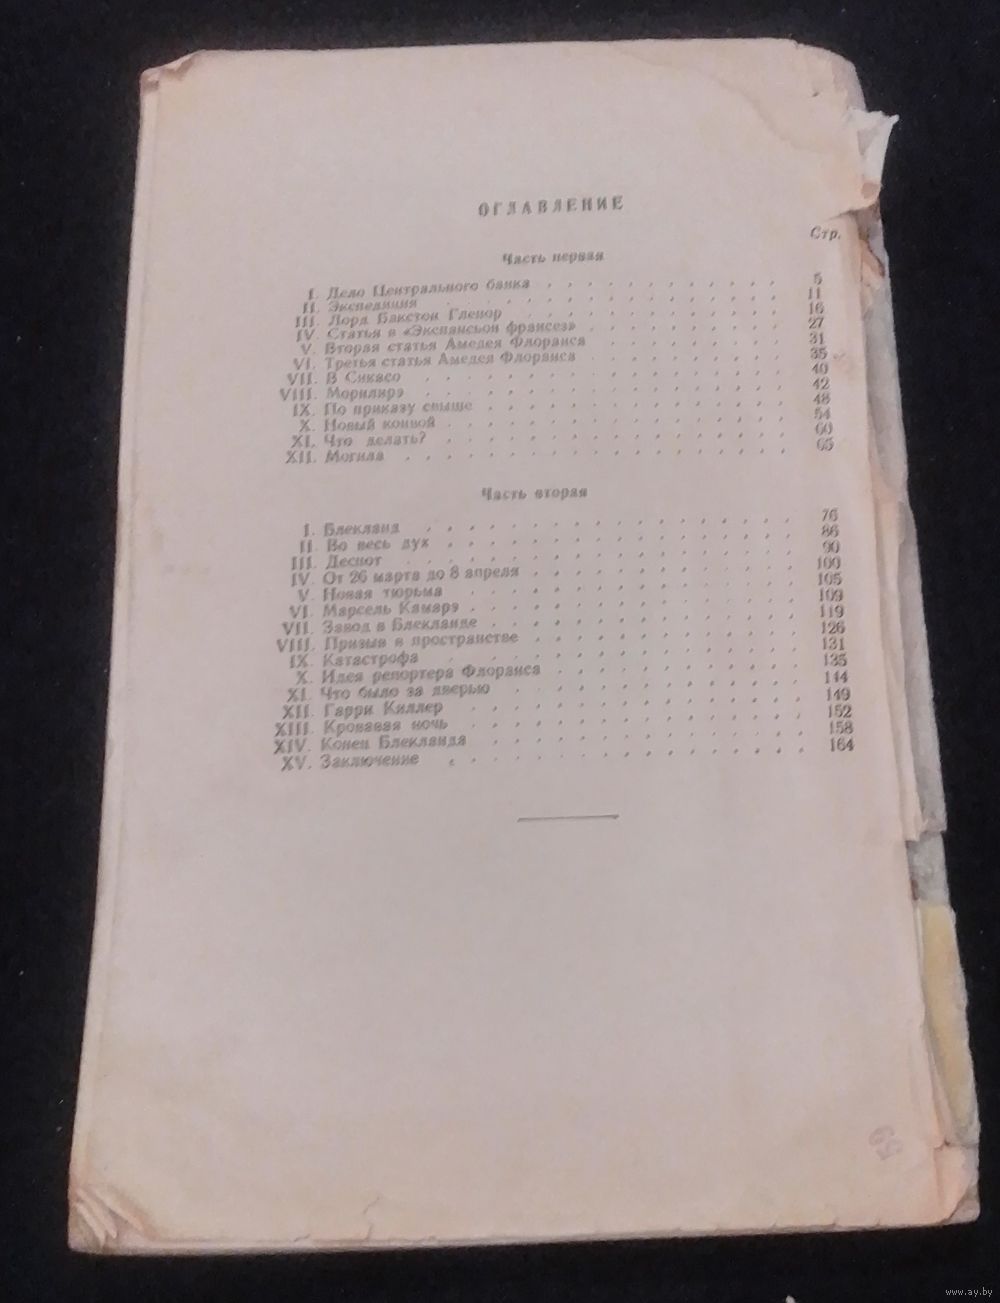 ОГЛАВЛЕНИЕ
Стр.
Часть первая
I. Дело Центрального банка 5
II. Экспедиция 11
III. Лорд Бакстон Гленор 16
IV. Статья в «Экспансьон франсез» 27
V. Вторая статья Амедея Флоранса 31
VI. Третья статья Амедея Флоранса 35
VII. В Сикасо 40
VIII. Морилирэ 42
IX. По приказу свыше 48
X. Новый конвой 54
XI. Что делать? 60
XII. Могила 65
Часть вторая
I. Блекланд 76
II. Во весь дух 86
III. Деспот 90
IV. От 26 марта до 8 апреля 100
V. Новая тюрьма 105
VI. Марсель Камарэ 109
VII. Завод в Блекланде 119
VIII. Призыв в пространстве 126
IX. Катастрофа 131
X. Идея репортера Флоранса 135
XI. Что было за дверью 144
XII. Гарри Киллер 149
XIII. Кровавая ночь 152
XIV. Конец Блекланда 158
XV. Заключение 164
www.ay.by